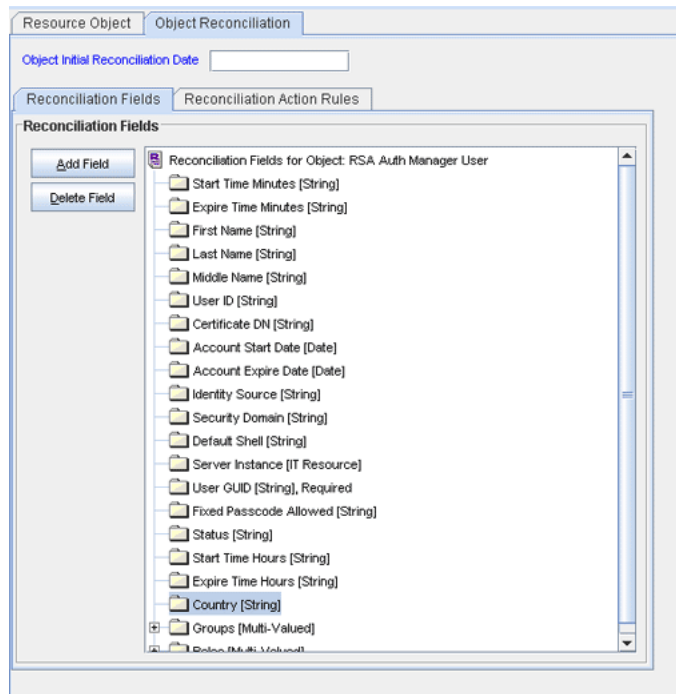 Resource Object Object Reconciliation
Object Initial Reconciliation Date
Reconciliation Fields Reconciliation Action Rules
Reconciliation Fields
Add Field
Delete Field
Reconciliation Fields for Object: RSA Auth Manager User
Start Time Minutes [String]
Expire Time Minutes [String]
First Name [String]
Last Name [String]
Middle Name [String]
User ID [String]
Certificate DN [String]
Account Start Date [Date]
Account Expire Date [Date]
Identity Source [String]
Security Domain [String]
Default Shell [String]
Server Instance [IT Resource]
User GUID [String], Required
Fixed Passcode Allowed [String]
Status [String]
Start Time Hours [String]
Expire Time Hours [String]
Country [String]
Groups [Multi-Valued]
Roles [Multi-Valued]